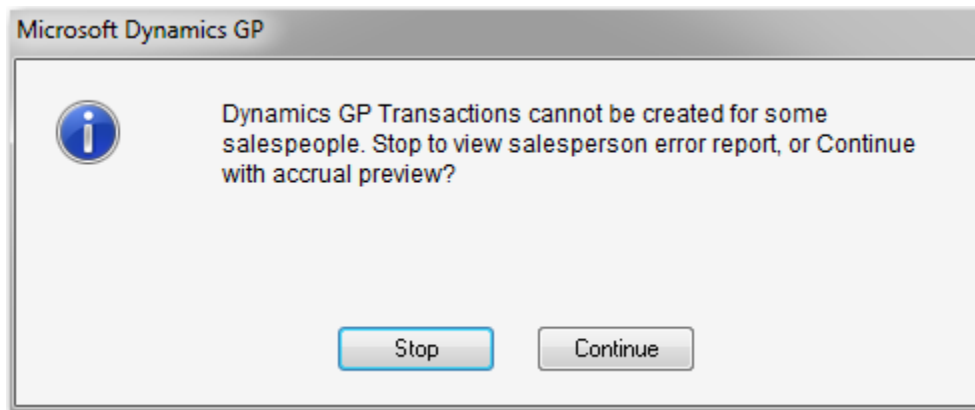 Microsoft Dynamics GP
Dynamics GP Transactions cannot be created for some
salespeople. Stop to view salesperson error report, or Continue
with accrual preview?
Stop
Continue